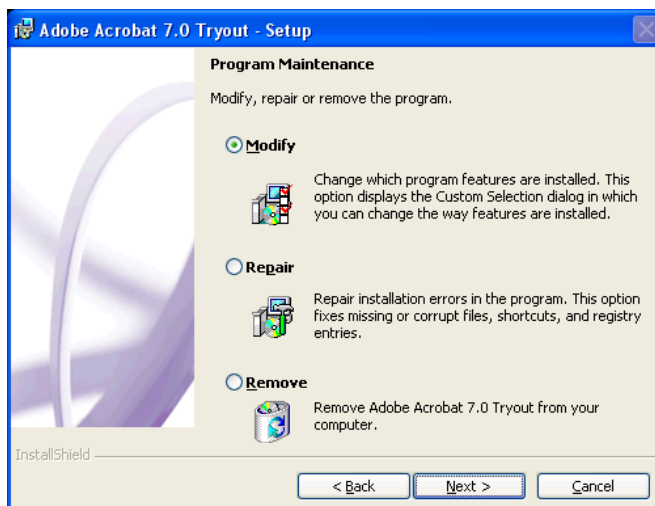 Adobe Acrobat 7.0 Tryout - Setup
Program Maintenance
Modify, repair or remove the program.
Modify
Change which program features are installed. This
option displays the Custom Selection dialog in which
you can change the way features are installed.
Repair
Repair installation errors in the program. This option
fixes missing or corrupt files, shortcuts, and registry
entries.
Remove
Remove Adobe Acrobat 7.0 Tryout from your
computer.
InstallShield
< Back
Next >
Cancel